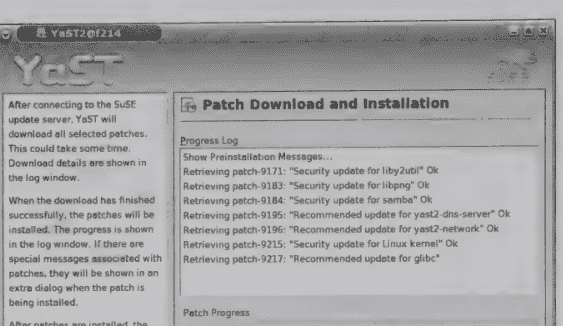 YaST2@f214
YaST
After connecting to the SuSE
update server, YaST will
download all selected patches.
This could take some time.
Download details are shown in
the log window.
When the download has finished
successfully, the patches will be
installed. The progress is shown
in the log window. If there are
special messages associated with
patches, they will be shown in an
extra dialog when the patch is
being installed.
After patches are installed, the
Patch Download and Installation
Progress Log
Show Preinstallation Messages...
Retrieving patch-9171: "Security update for liby2util" Ok
Retrieving patch-9183: "Security update for libpng" Ok
Retrieving patch-9184: "Security update for samba" Ok
Retrieving patch-9195: "Recommended update for yast2-dns-server" Ok
Retrieving patch-9196: "Recommended update for yast2-network" Ok
Retrieving patch-9215: "Security update for Linux kernel" Ok
Retrieving patch-9217: "Recommended update for glibc"
Patch Progress